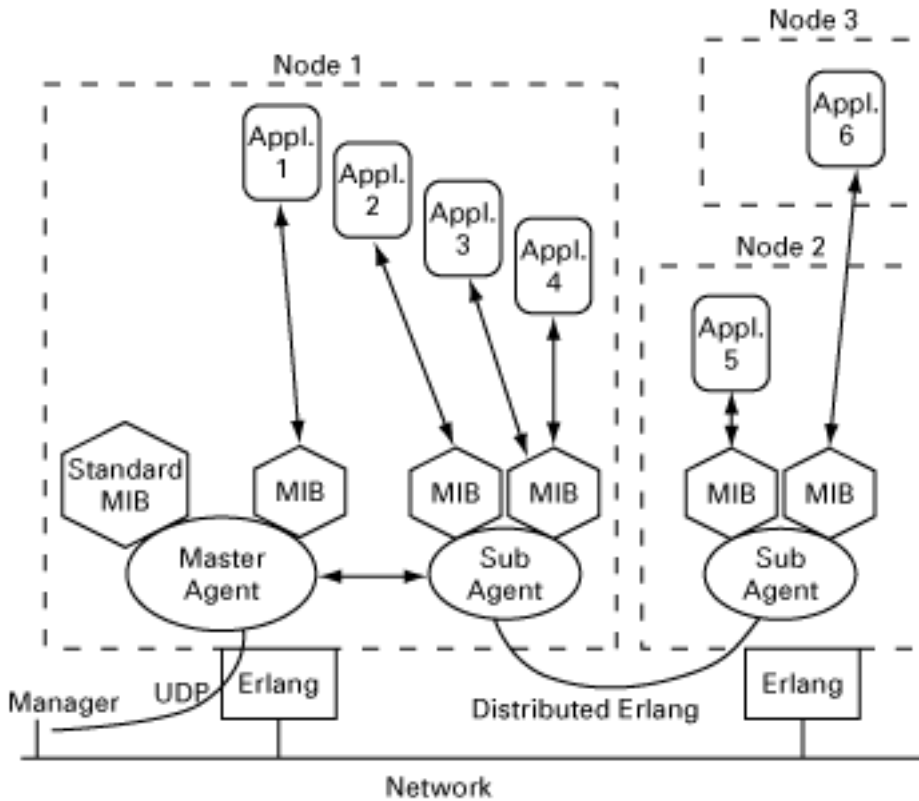 Node 3
Node 1
Appl.
6
Appl.
1
Appl.
2
Appl.
3
Appl.
4
Node 2
Appl.
5
Standard
MIB
MIB
MIB
MIB
MIB
MIB
Master
Agent
Sub
Agent
Sub
Agent
Manager
UDP
Erlang
Distributed Erlang
Erlang
Network